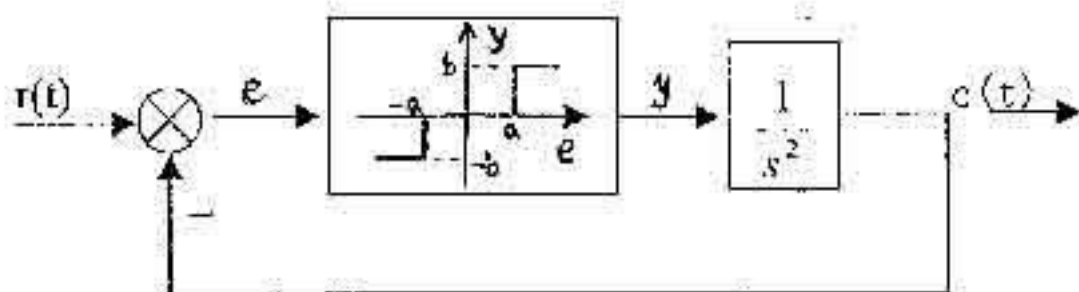 r(t)
e
y
b
-a
a
e
-b
y
1
s²
c(t)
—